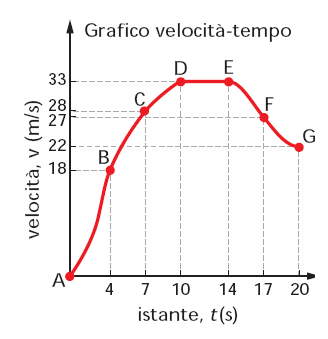 Grafico velocità-tempo
velocità, v (m/s)
33
28
27
22
18
A
B
C
D
E
F
G
4 7 10 14 17 20
istante, t(s)